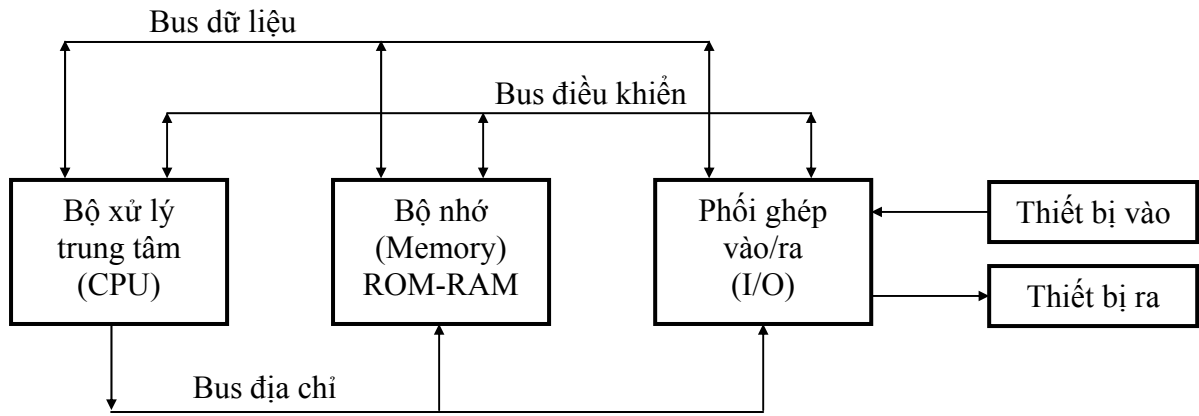 Bus dữ liệu
Bus điều khiển
Bộ xử lý
trung tâm
(CPU)
Bộ nhớ
(Memory)
ROM-RAM
Phối ghép
vào/ra
(I/O)
Thiết bị vào
Thiết bị ra
Bus địa chỉ